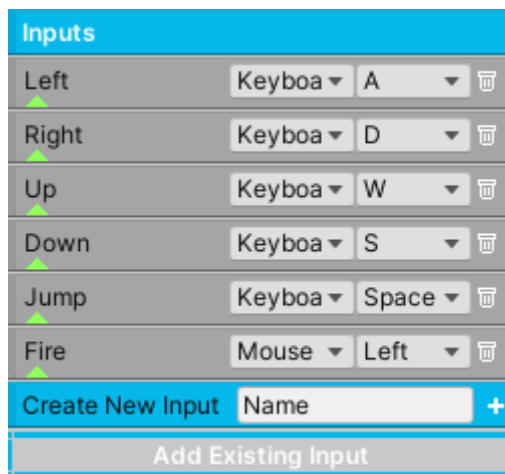 Inputs
Left Keyboa A
Right Keyboa D
Up Keyboa W
Down Keyboa S
Jump Keyboa Space
Fire Mouse Left
Create New Input Name +
Add Existing Input